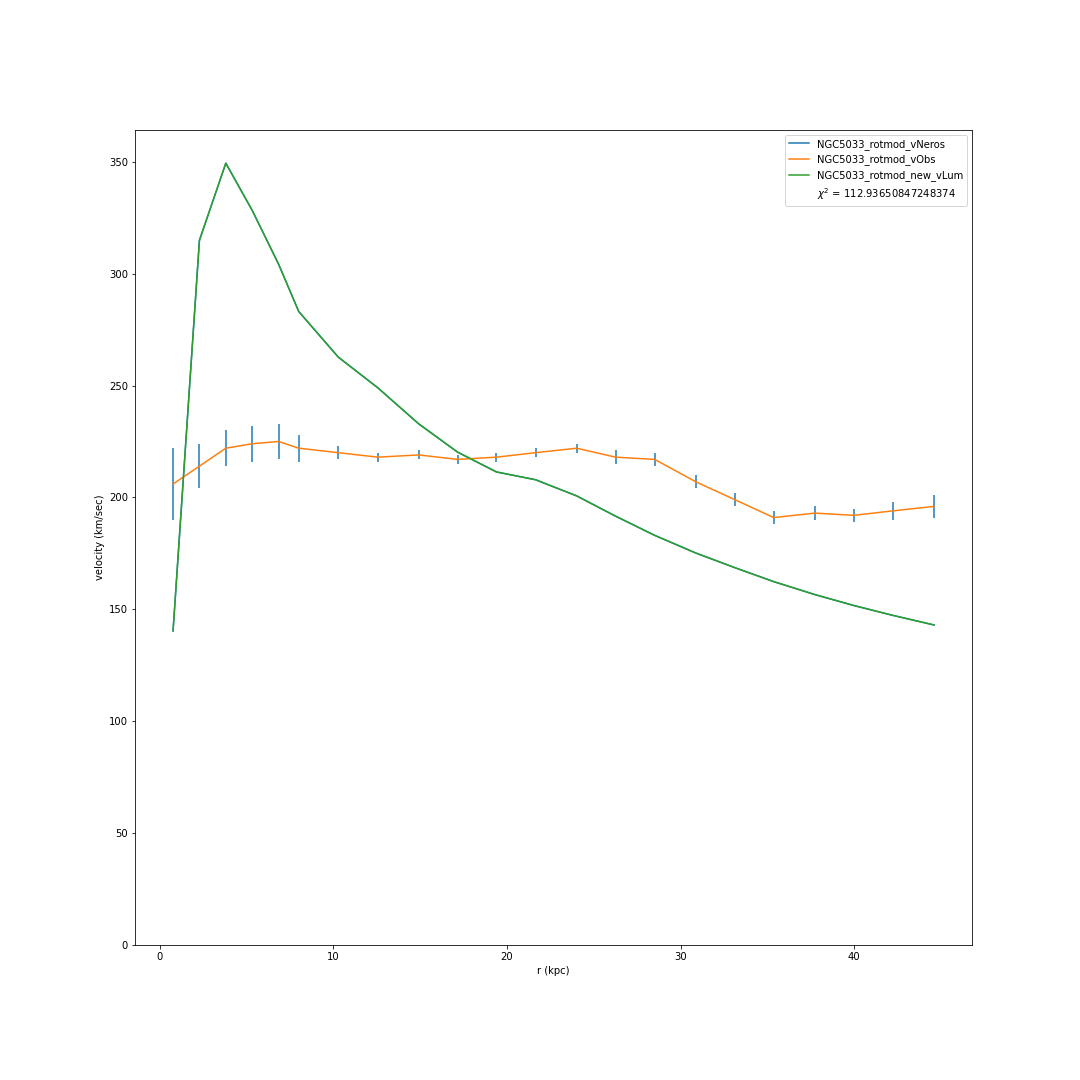 NGC5033_rotmod_vNeros
NGC5033_rotmod_vObs
NGC5033_rotmod_new_vLum
χ² = 112.93650847248374
350
300
250
200
150
100
50
0
velocity (km/sec)
0 10 20 30 40
r (kpc)